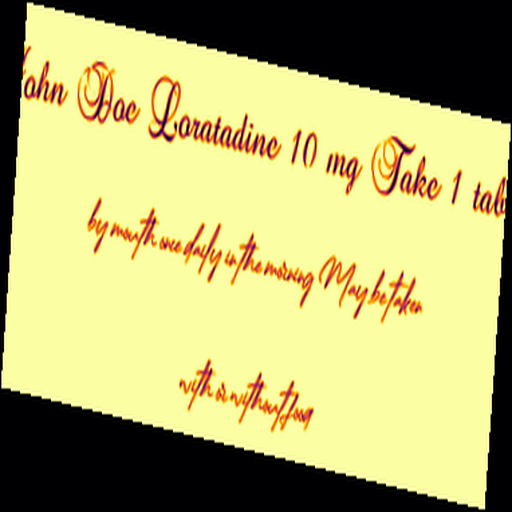 John Doe Loratadine 10 mg Take 1 tab
by mouth once daily in the morning May be taken
with or without food